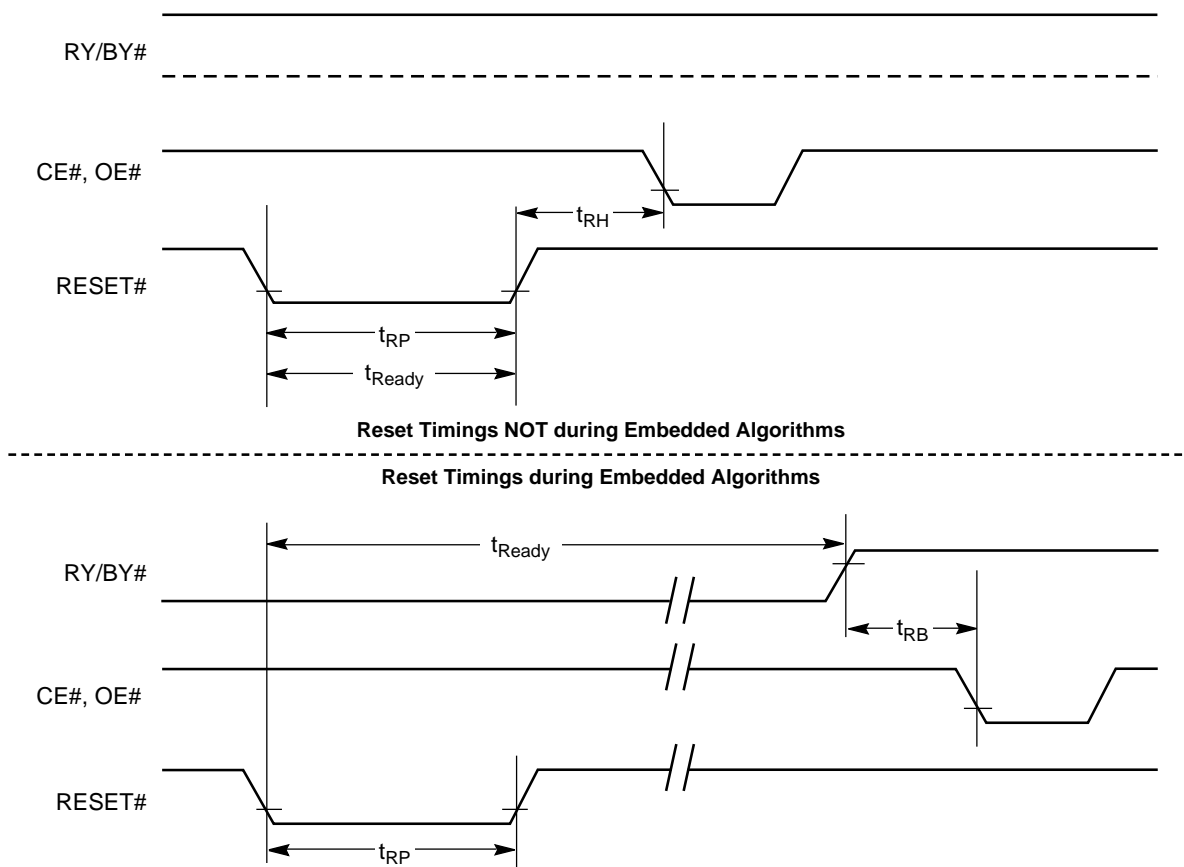 RY/BY#
CE#, OE#
tRH
RESET#
tRP
tReady
Reset Timings NOT during Embedded Algorithms
Reset Timings during Embedded Algorithms
tReady
RY/BY#
tRB
CE#, OE#
RESET#
tRP